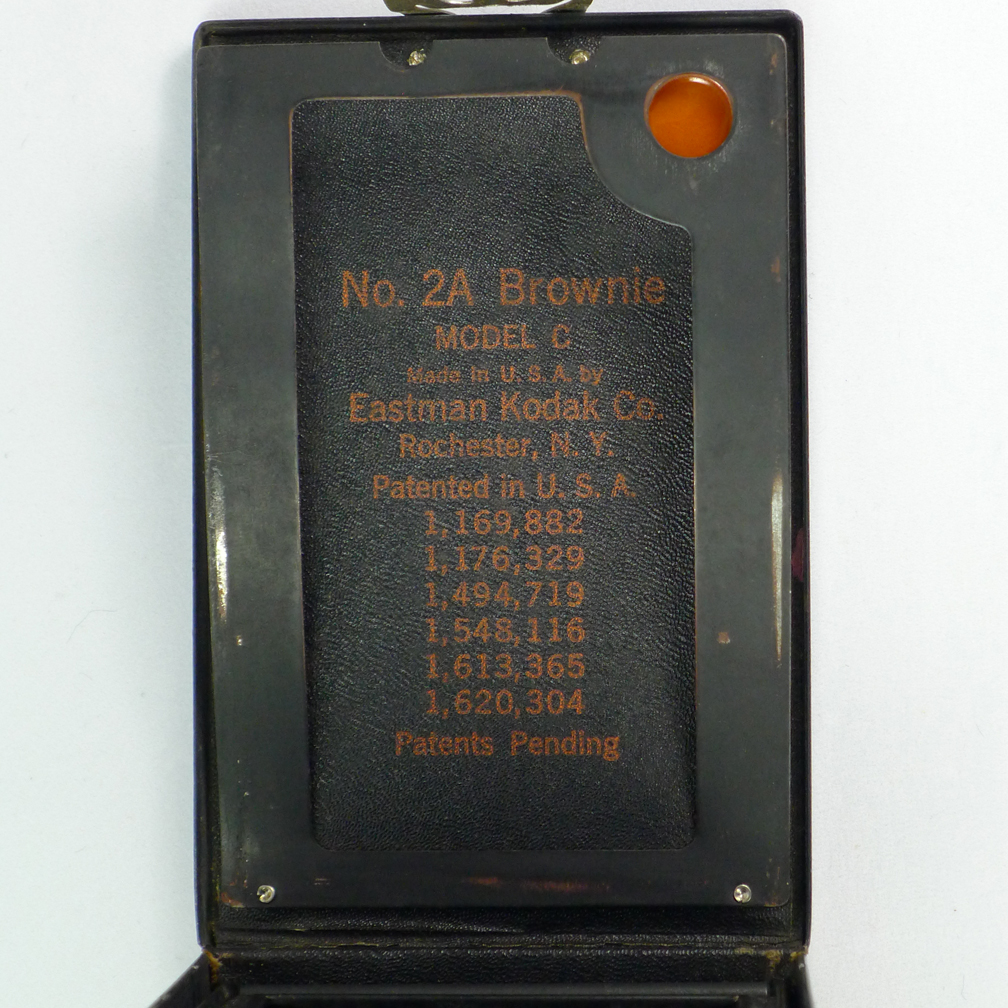 No. 2A Brownie
MODEL C
Made in U. S. A. by
Eastman Kodak Co.
Rochester, N. Y.
Patented in U. S. A.
1,169,882
1,176,329
1,494,719
1,548,116
1,613,365
1,620,304
Patents Pending